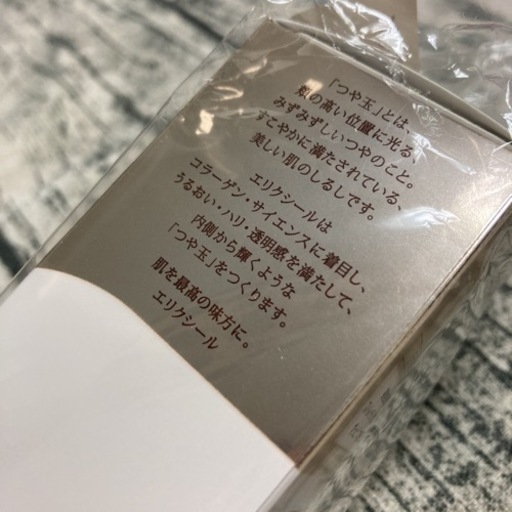 「つや玉」とは、
頬の高い位置に光る、
みずみずしいつやのこと。
すこやかに満たされている、
美しい肌のしるしです。
エリクシールは
コラーゲン・サイエンスに着目し、
うるおい・ハリ・透明感を満たして、
内側から輝くような
「つや玉」をつくります。
肌を最高の味方に。
エリクシール